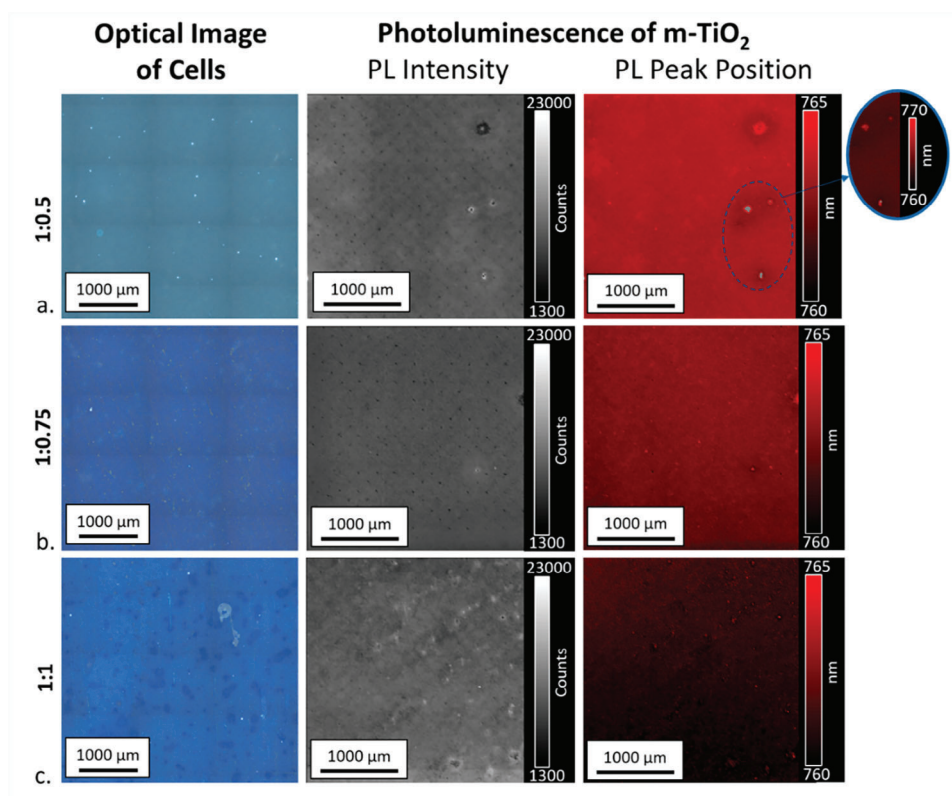 Optical Image
of Cells
Photoluminescence of m-TiO₂
PL Intensity
PL Peak Position
1:0.5
a.
1000 µm
23000
Counts
1300
1000 µm
765
nm
760
1000 µm
770
nm
760
1:0.75
b.
1000 µm
23000
Counts
1300
1000 µm
765
nm
760
1000 µm
1:1
c.
1000 µm
23000
Counts
1300
1000 µm
765
nm
760
1000 µm